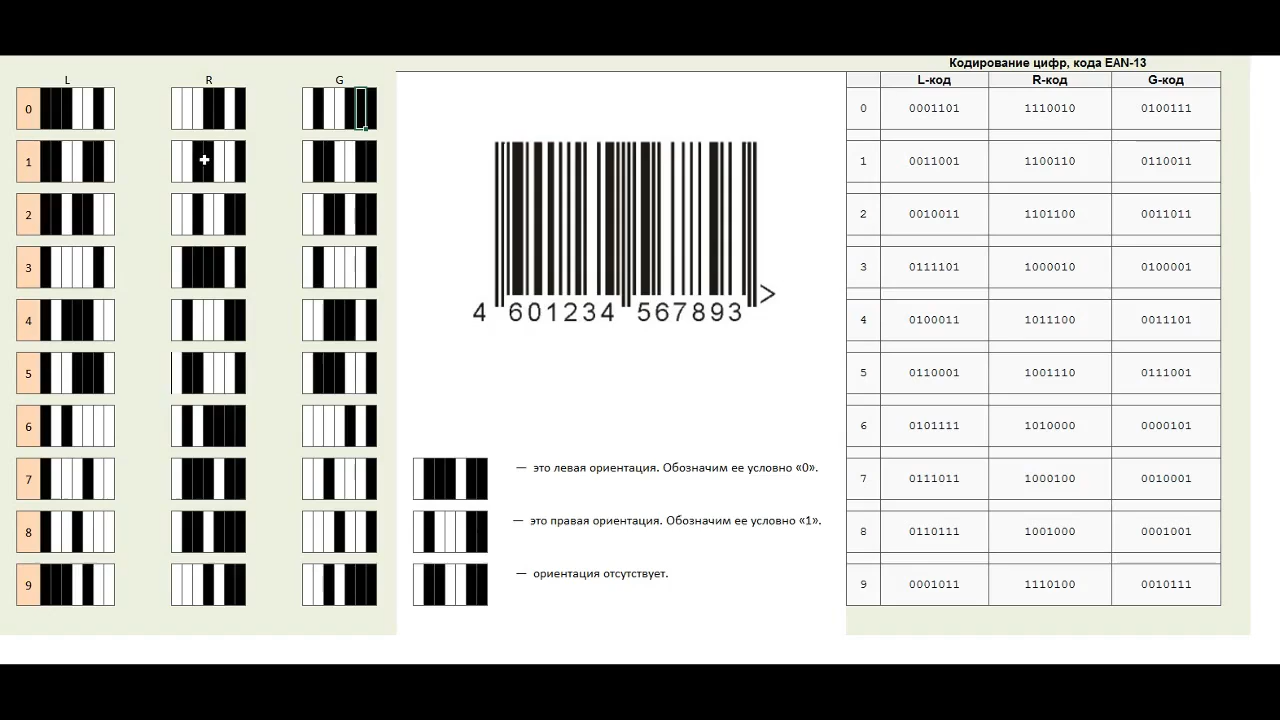 L R G
0
1
2
3
4
5
6
7
8
9
4 601234 567893 >
— это левая ориентация. Обозначим ее условно «0».
— это правая ориентация. Обозначим ее условно «1».
— ориентация отсутствует.
Кодирование цифр, кода EAN-13
L-код R-код G-код
0 0001101 1110010 0100111
1 0011001 1100110 0110011
2 0010011 1101100 0011011
3 0111101 1000010 0100001
4 0100011 1011100 0011101
5 0110001 1001110 0111001
6 0101111 1010000 0000101
7 0111011 1000100 0010001
8 0110111 1001000 0001001
9 0001011 1110100 0010111